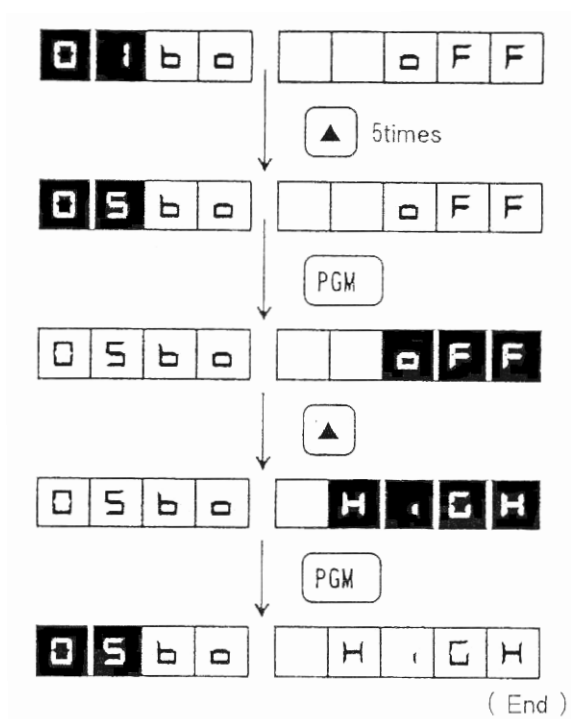 01bo oFF
▲ 5times
05bo oFF
PGM
05bo oFF
▲
05bo HiGH
PGM
05bo HiGH
( End )